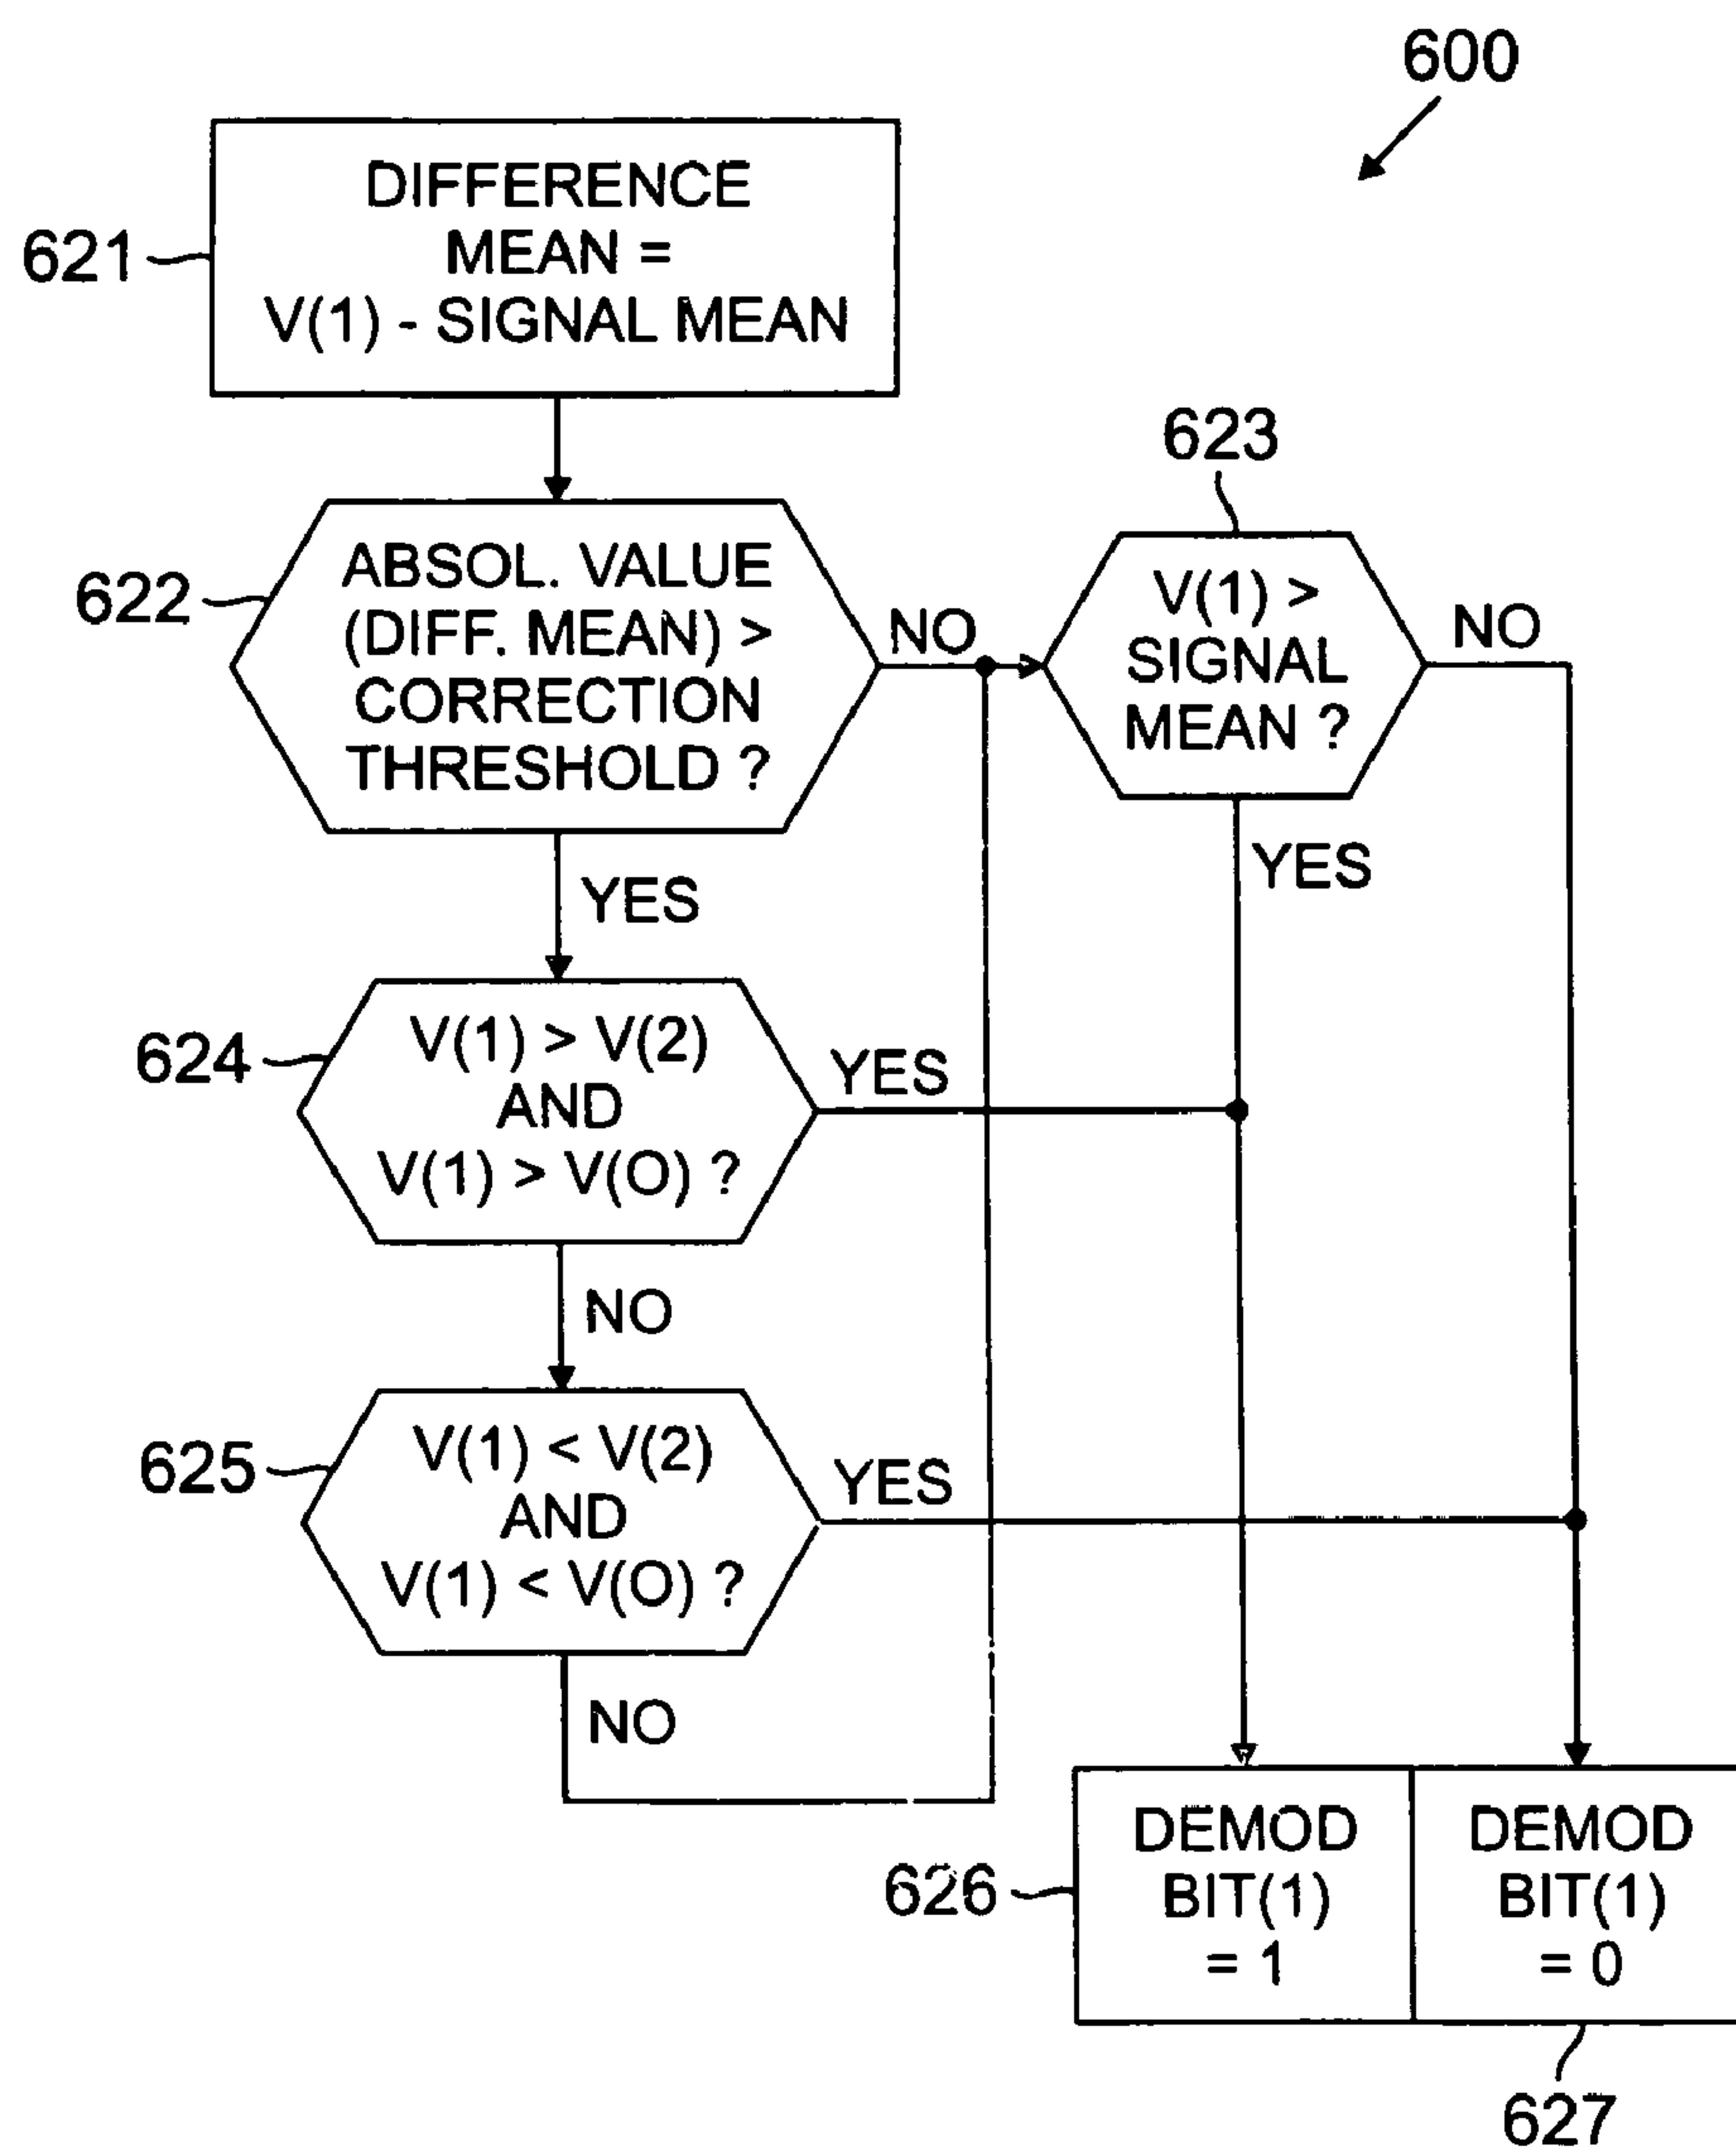 600
DIFFERENCE
MEAN =
V(1) - SIGNAL MEAN
621
623
ABSOL. VALUE
(DIFF. MEAN) >
CORRECTION
THRESHOLD ?
622
NO
V(1) >
SIGNAL
MEAN ?
NO
YES
YES
V(1) > V(2)
AND
V(1) > V(O) ?
624
YES
NO
V(1) < V(2)
AND
V(1) < V(O) ?
625
YES
NO
626
DEMOD
BIT(1)
= 1
DEMOD
BIT(1)
= 0
627